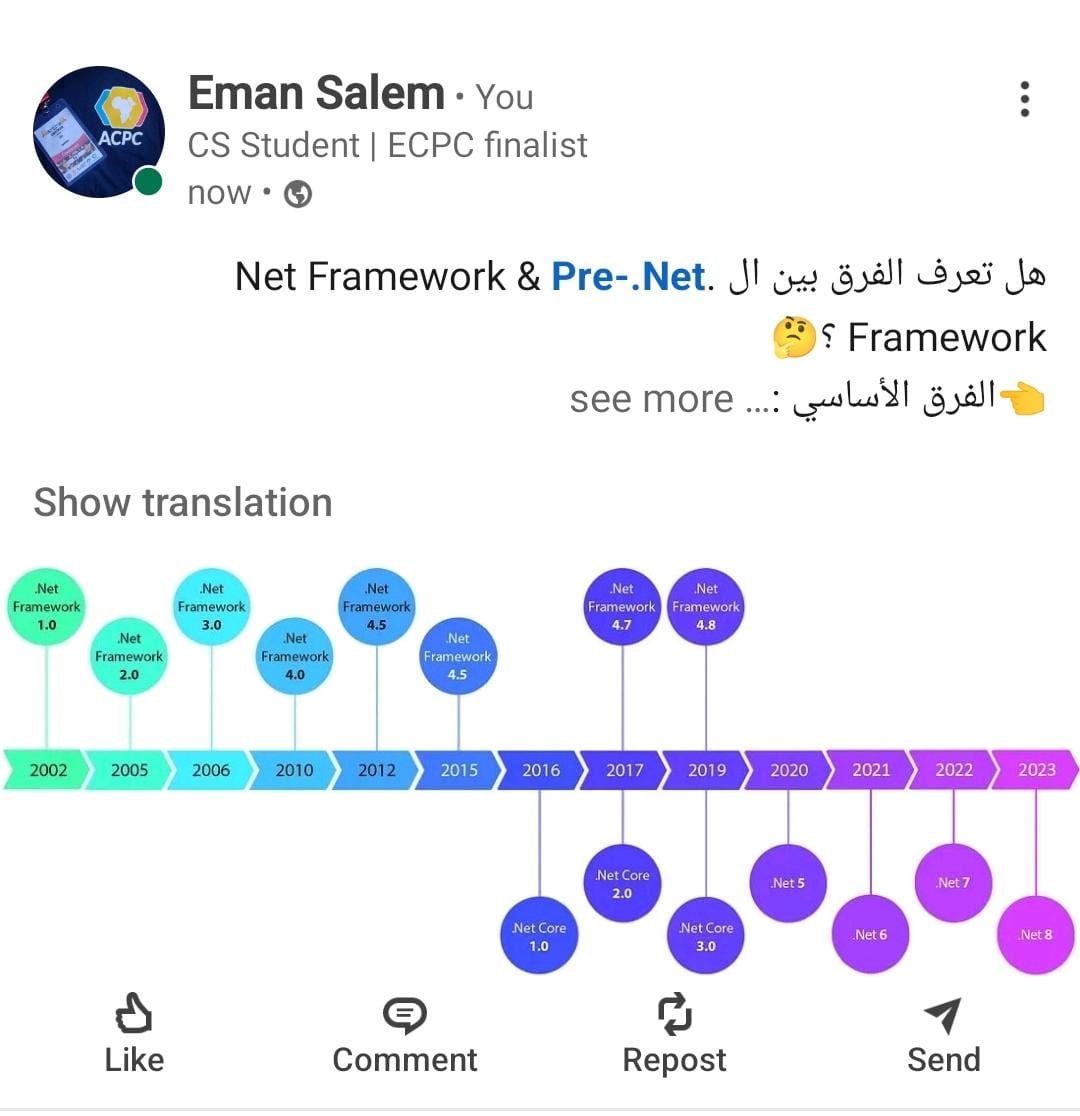 Eman Salem • You
ACPC
CS Student | ECPC finalist
now •
هل تعرف الفرق بين ال .Net Framework & Pre-.Net
Framework ؟🤔
👈الفرق الأساسي :... see more
Show translation
.Net Framework 1.0
.Net Framework 2.0
.Net Framework 3.0
.Net Framework 4.0
.Net Framework 4.5
.Net Framework 4.5
.Net Framework 4.7
.Net Framework 4.8
2002 2005 2006 2010 2012 2015 2016 2017 2019 2020 2021 2022 2023
.Net Core 1.0
.Net Core 2.0
.Net Core 3.0
.Net 5
.Net 6
.Net 7
.Net 8
Like Comment Repost Send